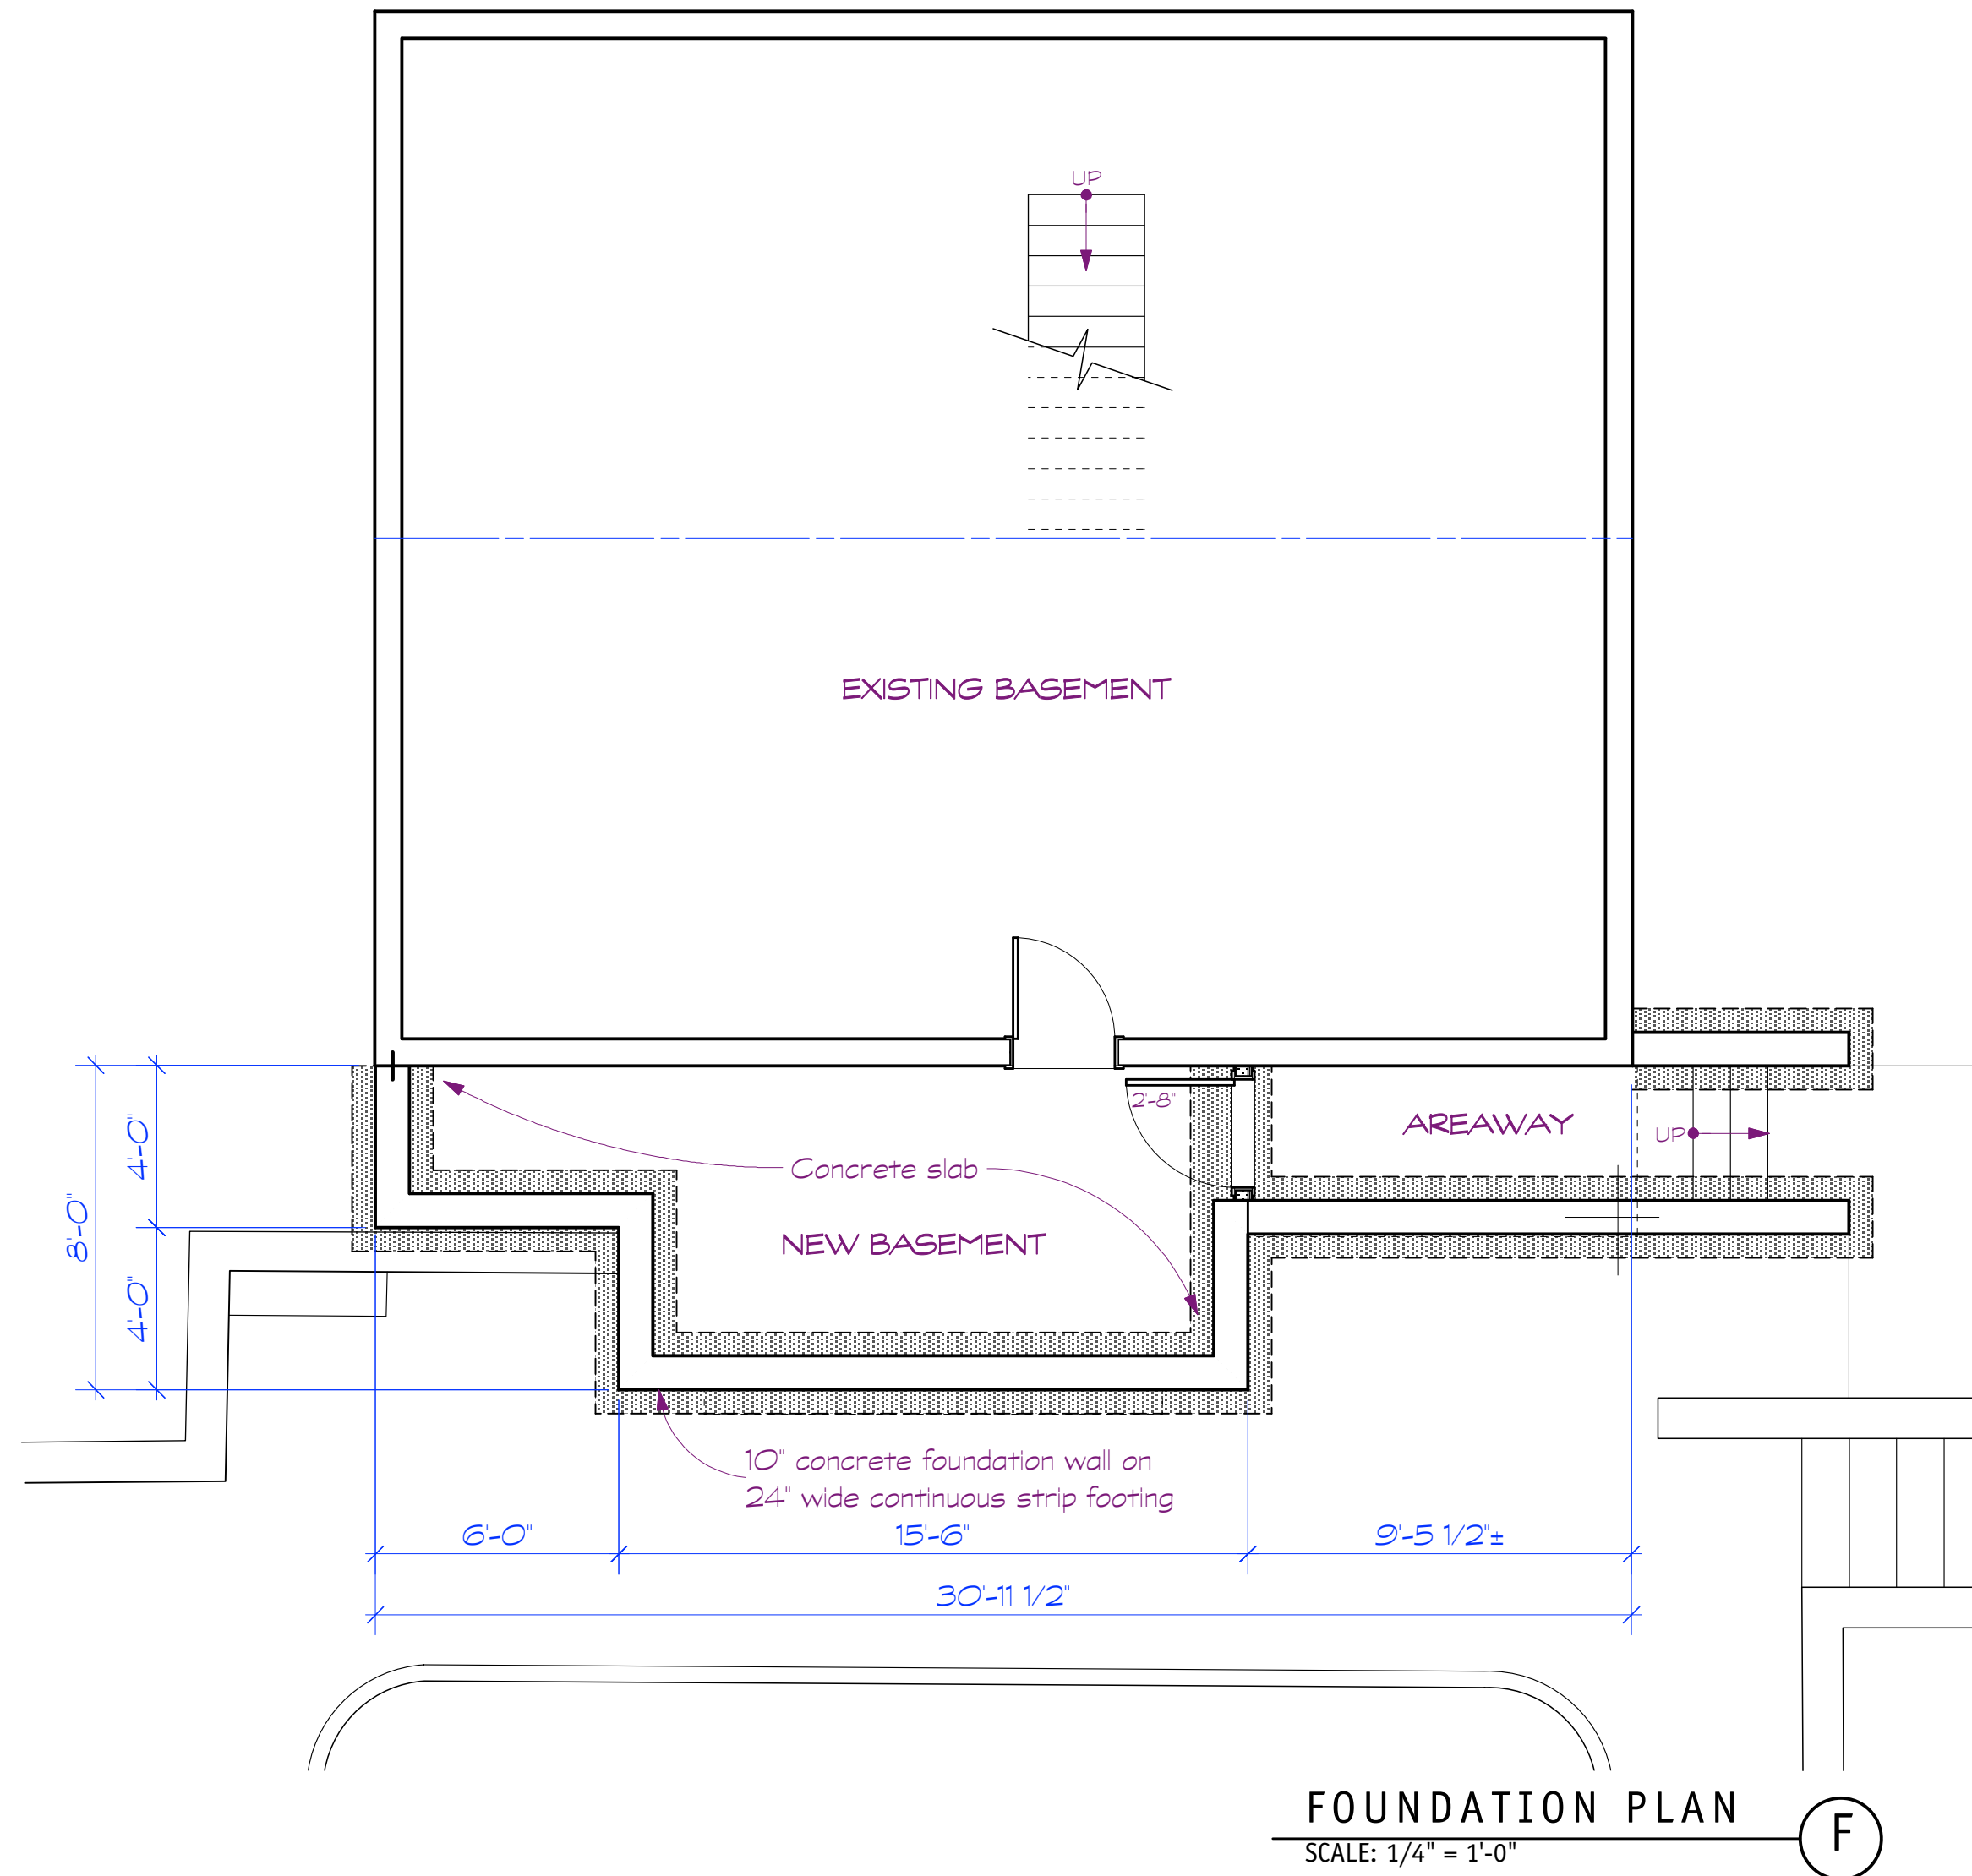 UP
EXISTING BASEMENT
2'-8"
AREAWAY
UP
4'-0"
8'-0"
4'-0"
Concrete slab
NEW BASEMENT
10" concrete foundation wall on
24" wide continuous strip footing
6'-0"
15'-6"
9'-5 1/2"±
30'-11 1/2"
FOUNDATION PLAN
F
SCALE: 1/4" = 1'-0"